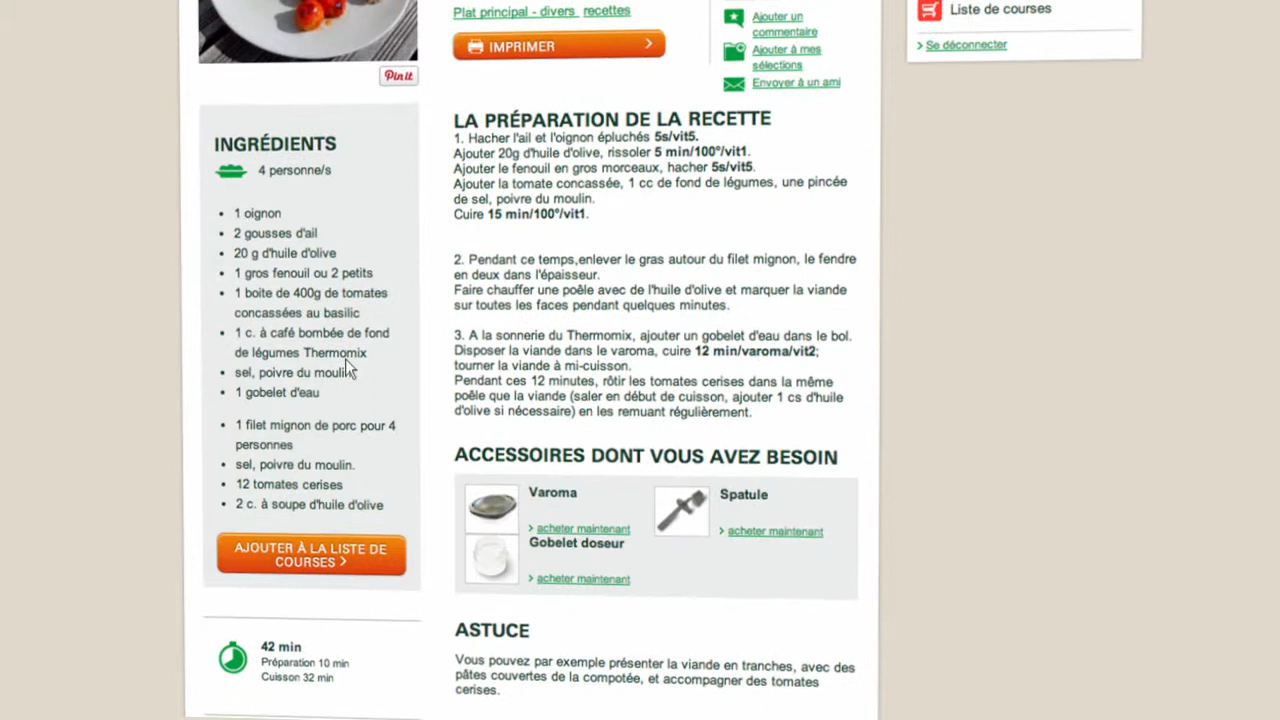 Plat principal - divers recettes
IMPRIMER
Ajouter un
commentaire
Ajouter à mes
sélections
Envoyer à un ami
Liste de courses
Se déconnecter
Pin it
INGRÉDIENTS
4 personne/s
• 1 oignon
• 2 gousses d'ail
• 20 g d'huile d'olive
• 1 gros fenouil ou 2 petits
• 1 boite de 400g de tomates
concassées au basilic
• 1 c. à café bombée de fond
de légumes Thermomix
• sel, poivre du moulin
• 1 gobelet d'eau
• 1 filet mignon de porc pour 4
personnes
• sel, poivre du moulin.
• 12 tomates cerises
• 2 c. à soupe d'huile d'olive
AJOUTER À LA LISTE DE
COURSES
42 min
Préparation 10 min
Cuisson 32 min
LA PRÉPARATION DE LA RECETTE
1. Hacher l'ail et l'oignon épluchés 5s/vit5.
Ajouter 20g d'huile d'olive, rissoler 5 min/100°/vit1.
Ajouter le fenouil en gros morceaux, hacher 5s/vit5.
Ajouter la tomate concassée, 1 cc de fond de légumes, une pincée
de sel, poivre du moulin.
Cuire 15 min/100°/vit1.
2. Pendant ce temps,enlever le gras autour du filet mignon, le fendre
en deux dans l'épaisseur.
Faire chauffer une poêle avec de l'huile d'olive et marquer la viande
sur toutes les faces pendant quelques minutes.
3. A la sonnerie du Thermomix, ajouter un gobelet d'eau dans le bol.
Disposer la viande dans le varoma, cuire 12 min/varoma/vit2;
tourner la viande à mi-cuisson.
Pendant ces 12 minutes, rôtir les tomates cerises dans la même
poêle que la viande (saler en début de cuisson, ajouter 1 cs d'huile
d'olive si nécessaire) en les remuant régulièrement.
ACCESSOIRES DONT VOUS AVEZ BESOIN
Varoma
acheter maintenant
Spatule
acheter maintenant
Gobelet doseur
acheter maintenant
ASTUCE
Vous pouvez par exemple présenter la viande en tranches, avec des
pâtes couvertes de la compotée, et accompagner des tomates
cerises.